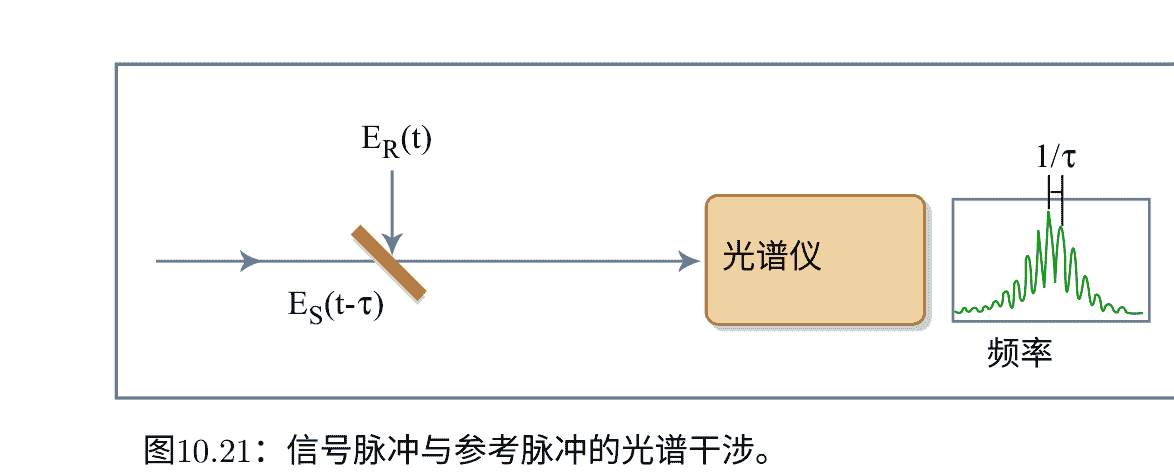 E_R(t)
1/τ
光谱仪
E_S(t-τ)
频率
图10.21：信号脉冲与参考脉冲的光谱干涉。